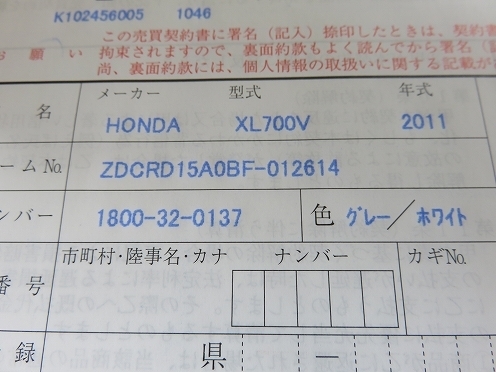 K102456005 1046
この売買契約書に署名（記入）捺印したときは、契約書
お願い 拘束されますので、裏面約款もよく読んでから署名（
尚、裏面約款には、個人情報の取扱いに関する記載が
メーカー 型式 年式
名 HONDA XL700V 2011
ームNo. ZDCRD15A0BF-012614
ンバー 1800-32-0137 色 グレー/ホワイト
市町村・陸事名・カナ ナンバー カギNo.
番号
録 県 ー